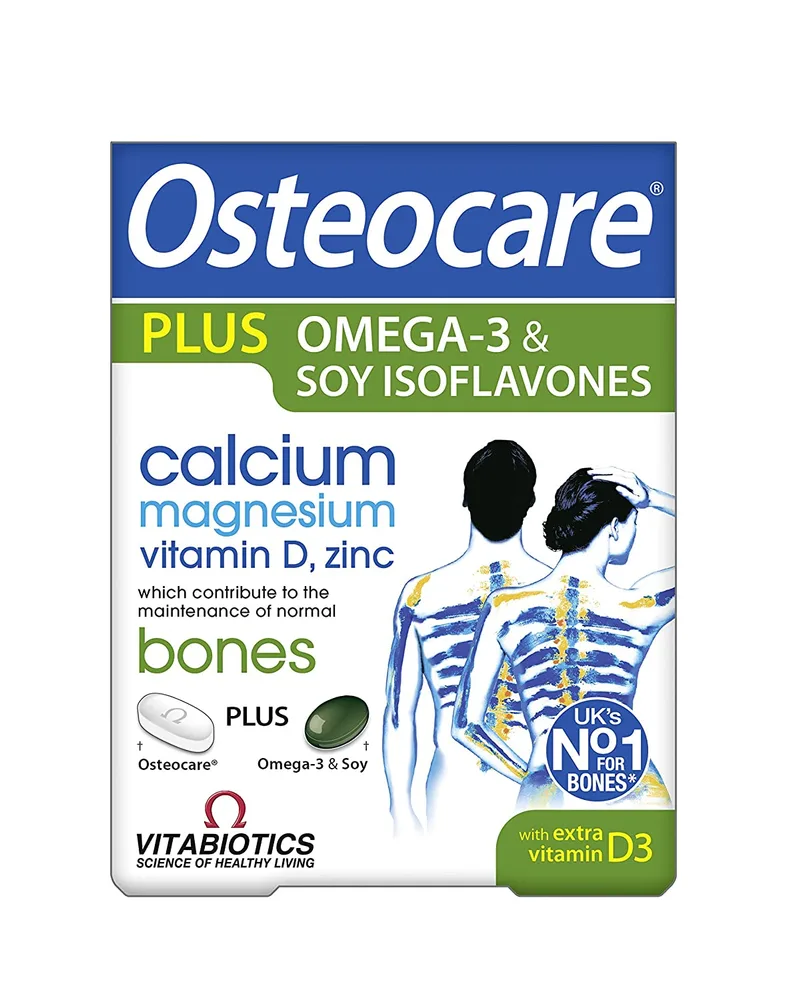 Osteocare®
PLUS OMEGA-3 &
SOY ISOFLAVONES
calcium
magnesium
vitamin D, zinc
which contribute to the
maintenance of normal
bones
PLUS
†
†
Osteocare®
Omega-3 & Soy
UK's
No1
FOR
BONES*
VITABIOTICS
SCIENCE OF HEALTHY LIVING
with extra
vitamin D3